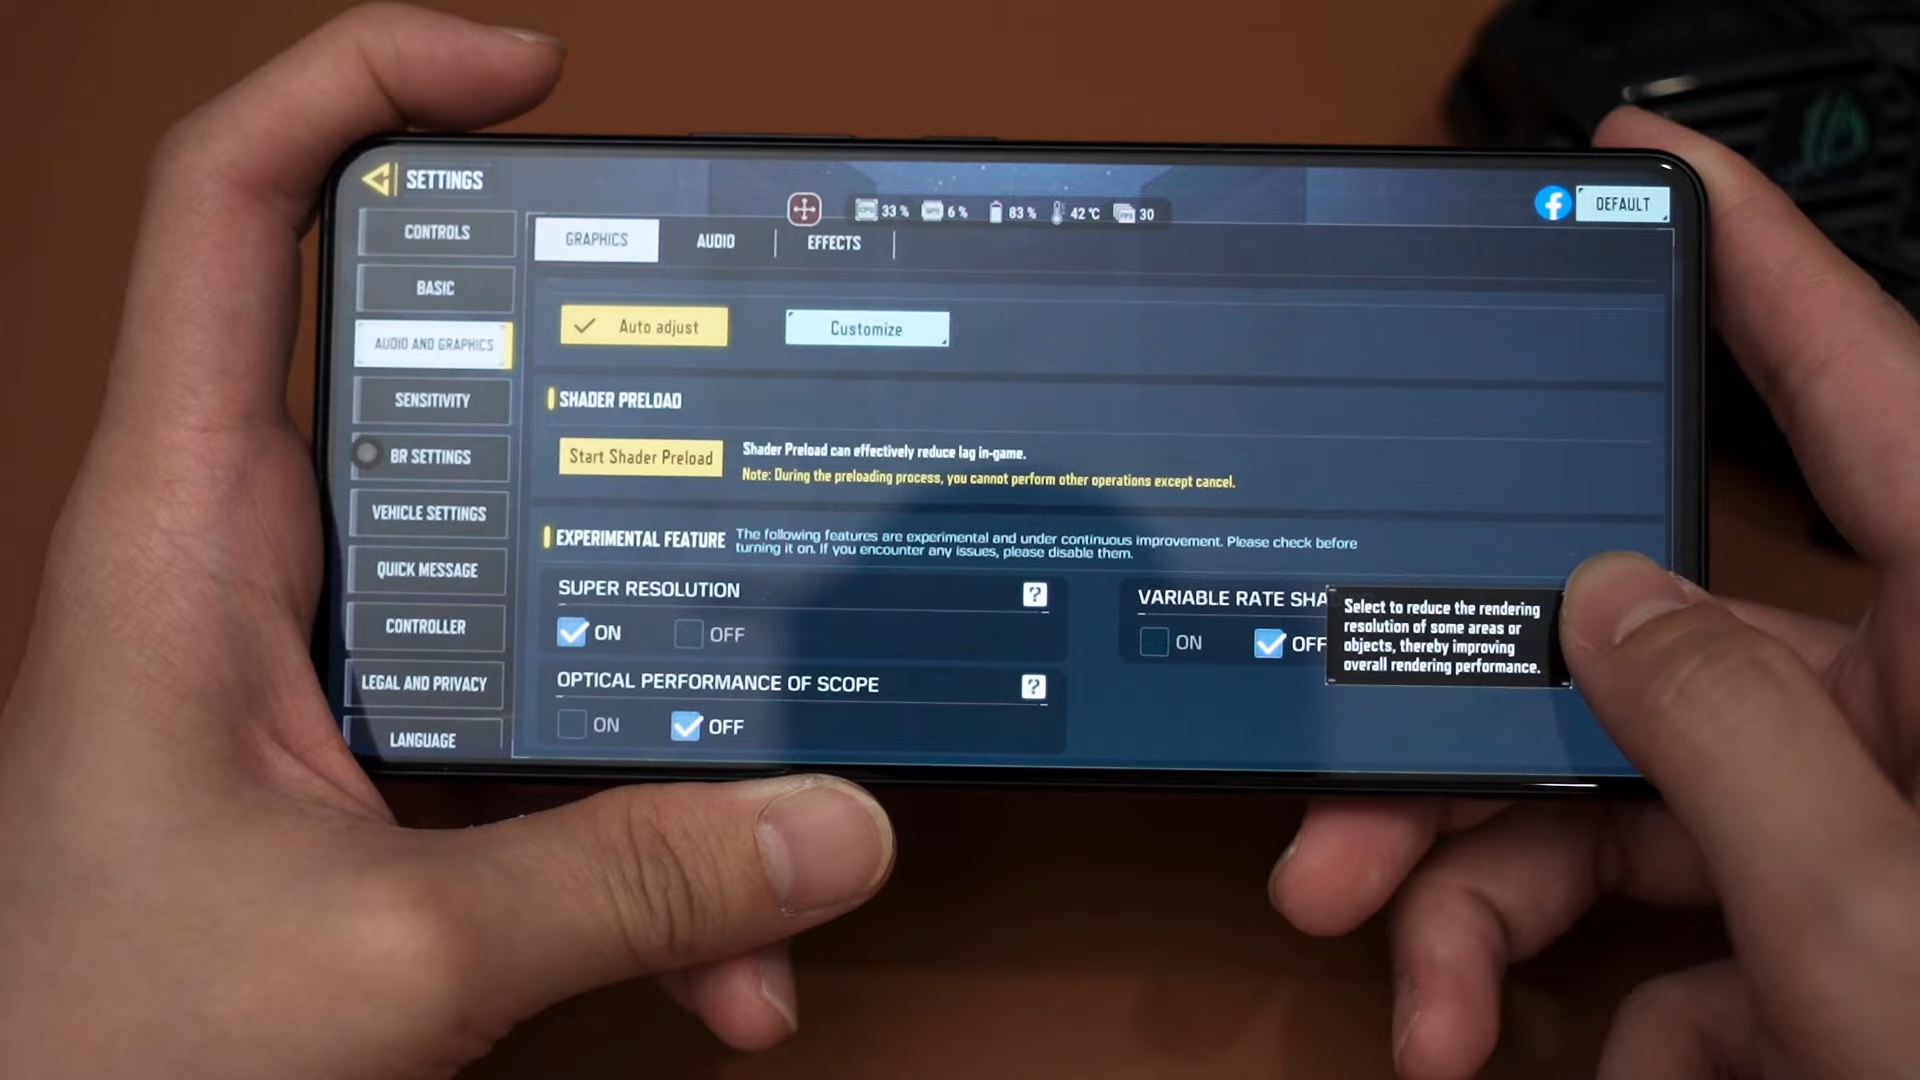 SETTINGS
33 % 6 % 83 % 42 ℃ FPS 30
DEFAULT
CONTROLS
BASIC
AUDIO AND GRAPHICS
SENSITIVITY
BR SETTINGS
VEHICLE SETTINGS
QUICK MESSAGE
CONTROLLER
LEGAL AND PRIVACY
LANGUAGE
GRAPHICS
AUDIO
EFFECTS
Auto adjust
Customize
SHADER PRELOAD
Start Shader Preload
Shader Preload can effectively reduce lag in-game.
Note: During the preloading process, you cannot perform other operations except cancel.
EXPERIMENTAL FEATURE
The following features are experimental and under continuous improvement. Please check before
turning it on. If you encounter any issues, please disable them.
SUPER RESOLUTION ?
ON OFF
VARIABLE RATE
ON OFF
Select to reduce the rendering
resolution of some areas or
objects, thereby improving
overall rendering performance.
OPTICAL PERFORMANCE OF SCOPE ?
ON OFF